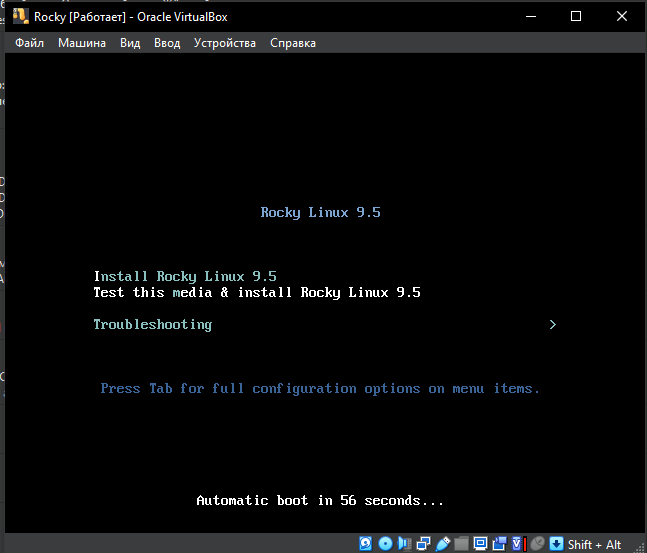 Rocky [Работает] - Oracle VirtualBox
Файл Машина Вид Ввод Устройства Справка
Rocky Linux 9.5
Install Rocky Linux 9.5
Test this media & install Rocky Linux 9.5
Troubleshooting >
Press Tab for full configuration options on menu items.
Automatic boot in 56 seconds...
Shift + Alt